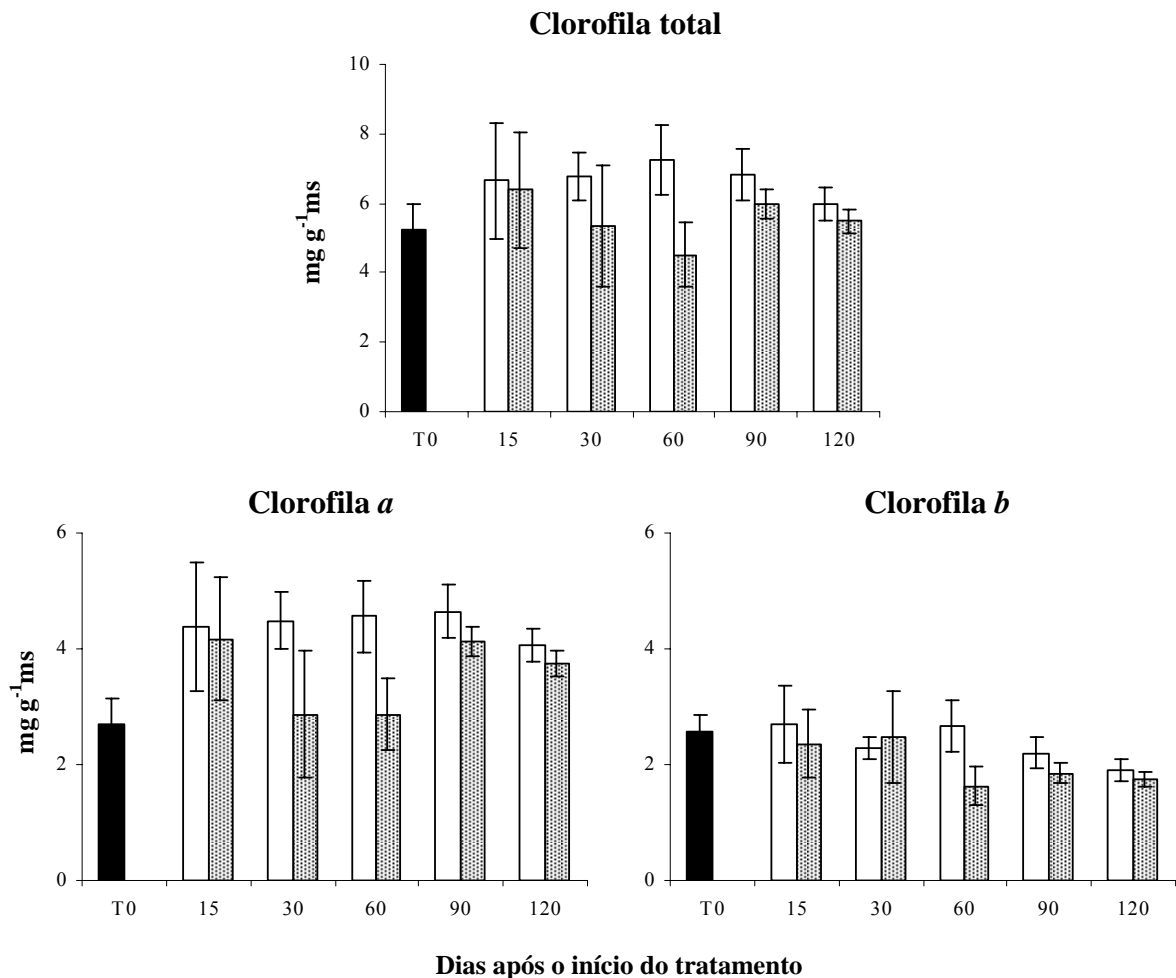 Clorofila total
mg g⁻¹ms
10
8
6
4
2
0
T0 15 30 60 90 120
Clorofila a
mg g⁻¹ms
6
4
2
0
T0 15 30 60 90 120
Clorofila b
6
4
2
0
T0 15 30 60 90 120
Dias após o início do tratamento